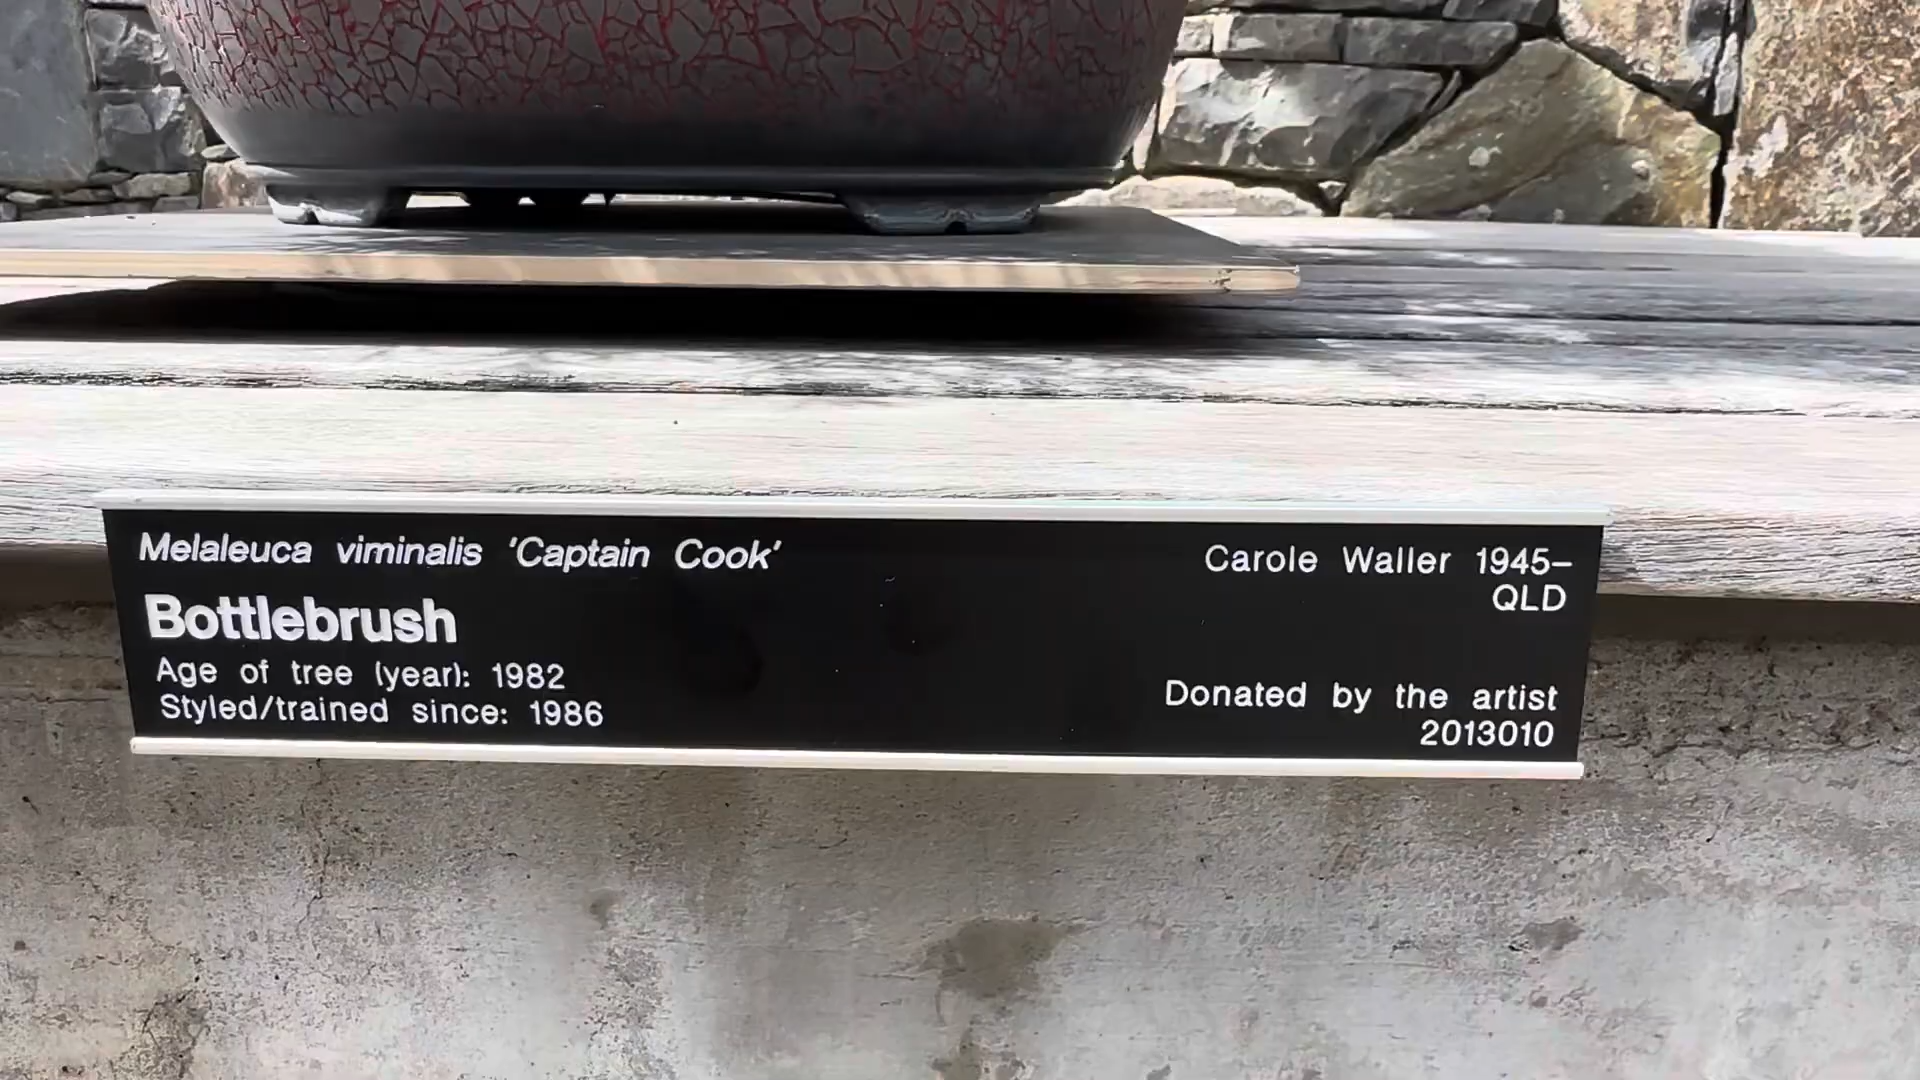 Melaleuca viminalis 'Captain Cook'
Bottlebrush
Age of tree (year): 1982
Styled/trained since: 1986
Carole Waller 1945–
QLD
Donated by the artist
2013010